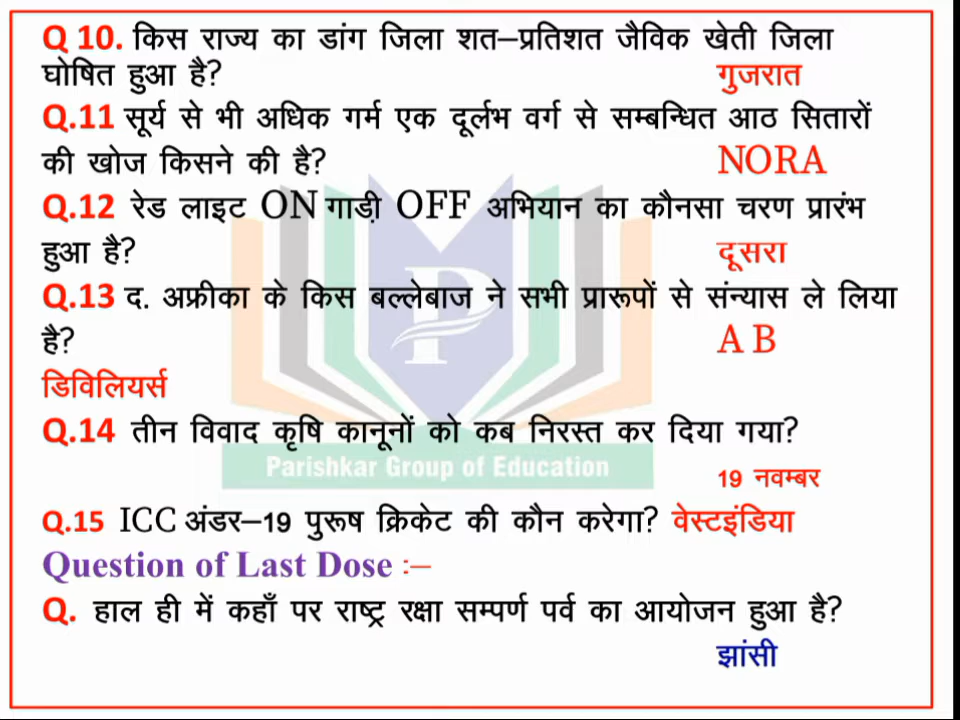 Q 10. किस राज्य का डांग जिला शत–प्रतिशत जैविक खेती जिला
घोषित हुआ है? गुजरात
Q.11 सूर्य से भी अधिक गर्म एक दूर्लभ वर्ग से सम्बन्धित आठ सितारों
की खोज किसने की है? NORA
Q.12 रेड लाइट ON गाडी़ OFF अभियान का कौनसा चरण प्रारंभ
हुआ है? दूसरा
Q.13 द. अफ्रीका के किस बल्लेबाज ने सभी प्रारूपों से संन्यास ले लिया
है? A B
डिविलियर्स
Q.14 तीन विवाद कृषि कानूनों को कब निरस्त कर दिया गया?
Parishkar Group of Education
19 नवम्बर
Q.15 ICC अंडर–19 पुरूष क्रिकेट की कौन करेगा? वेस्टइंडिया
Question of Last Dose :–
Q. हाल ही में कहाँ पर राष्ट्र रक्षा सम्पर्ण पर्व का आयोजन हुआ है?
झांसी